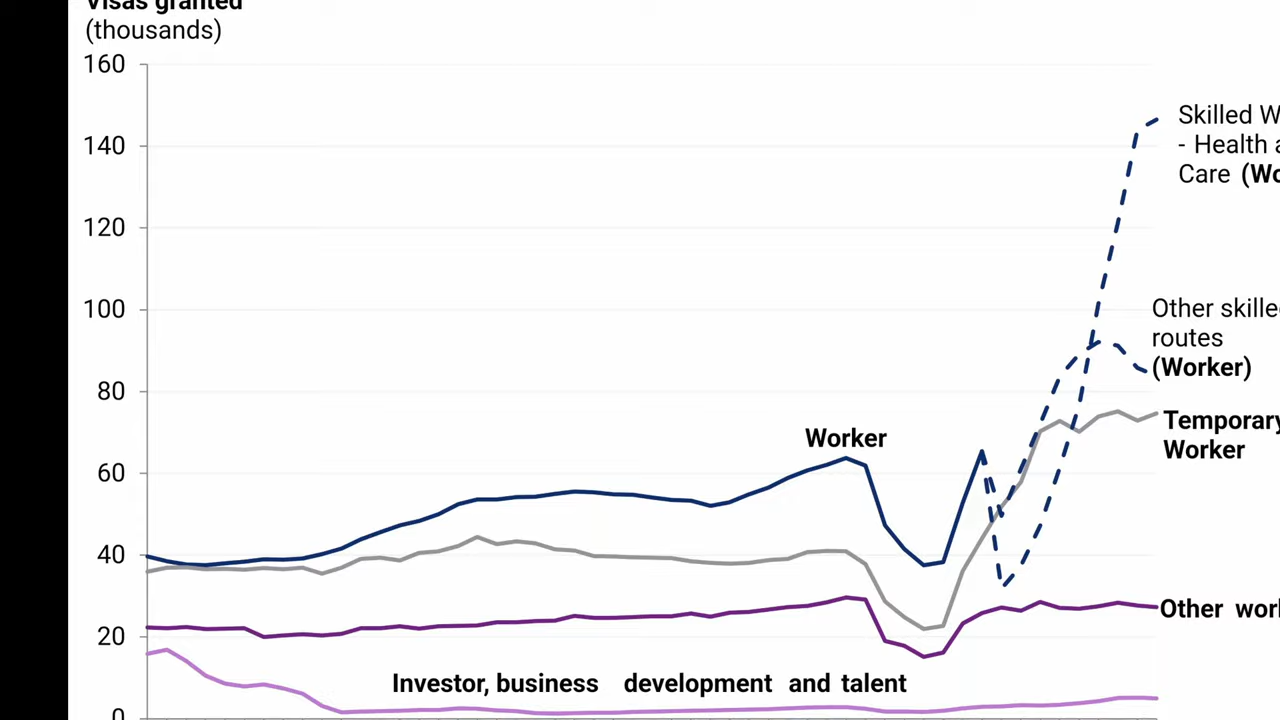 Visas granted
(thousands)
160
140
120
100
80
60
40
20
0
Skilled W
- Health a
Care (Wo
Other skille
routes
(Worker)
Temporary
Worker
Worker
Other work
Investor, business development and talent